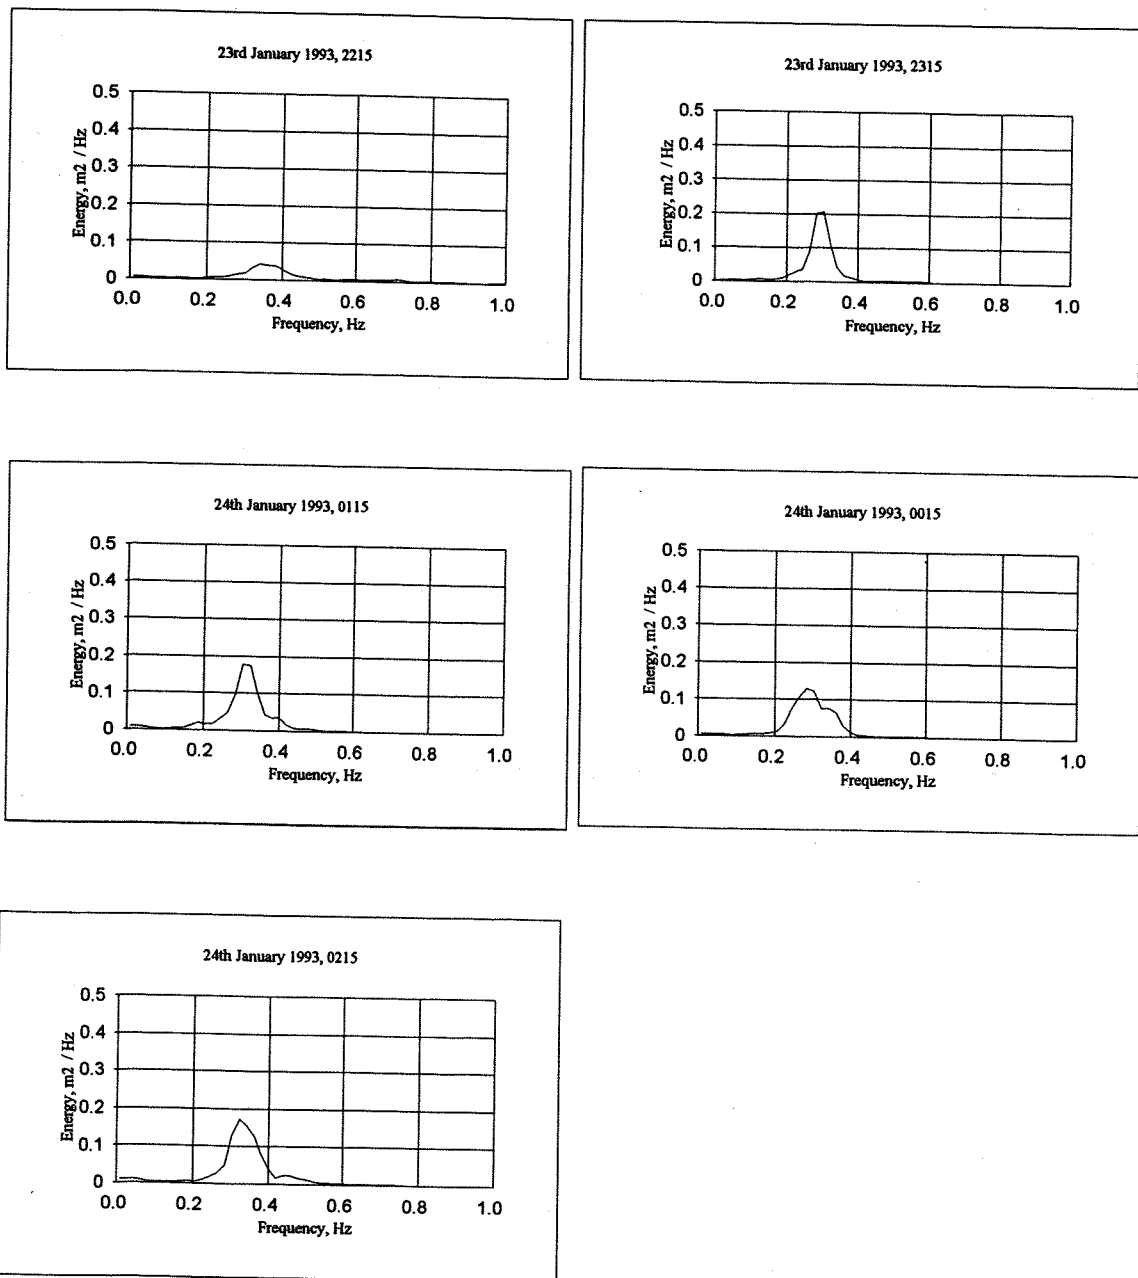 23rd January 1993, 2215
0.5
0.4
0.3
0.2
0.1
0
Energy, m2 / Hz
0.0 0.2 0.4 0.6 0.8 1.0
Frequency, Hz
23rd January 1993, 2315
0.5
0.4
0.3
0.2
0.1
0
Energy, m2 / Hz
0.0 0.2 0.4 0.6 0.8 1.0
Frequency, Hz
24th January 1993, 0115
0.5
0.4
0.3
0.2
0.1
0
Energy, m2 / Hz
0.0 0.2 0.4 0.6 0.8 1.0
Frequency, Hz
24th January 1993, 0015
0.5
0.4
0.3
0.2
0.1
0
Energy, m2 / Hz
0.0 0.2 0.4 0.6 0.8 1.0
Frequency, Hz
24th January 1993, 0215
0.5
0.4
0.3
0.2
0.1
0
Energy, m2 / Hz
0.0 0.2 0.4 0.6 0.8 1.0
Frequency, Hz